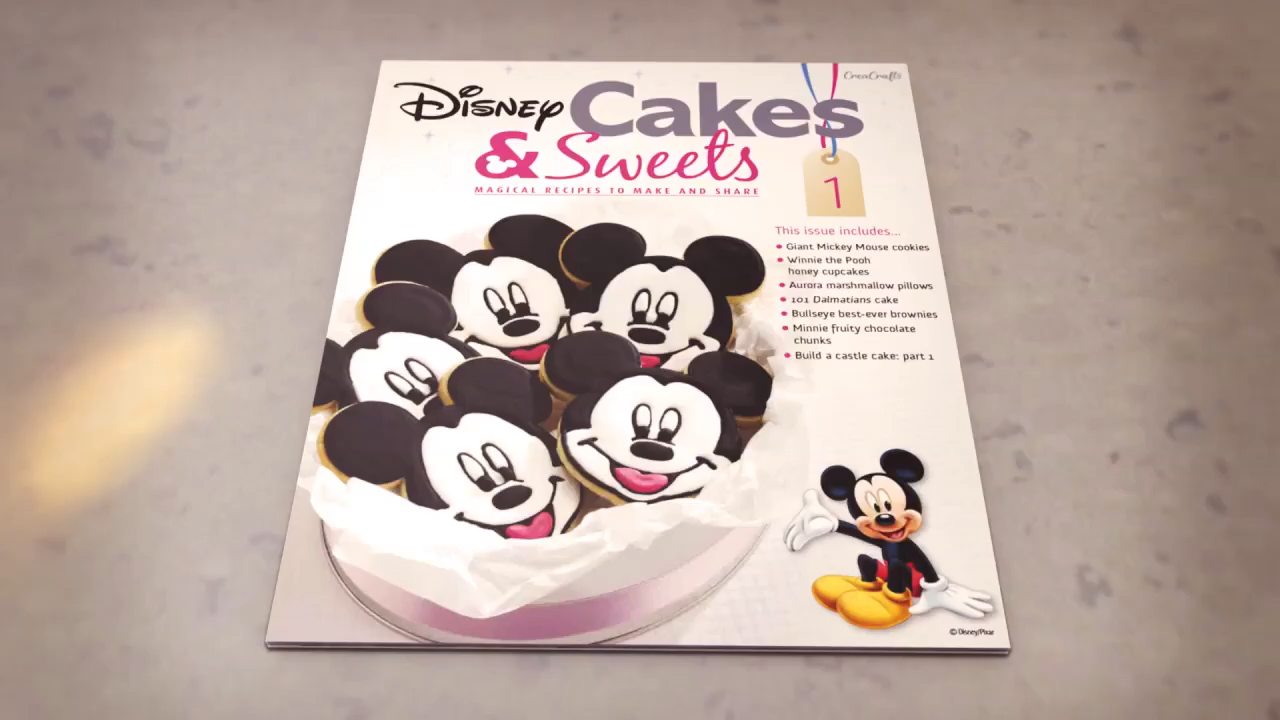 CreaCrafts
Disney Cakes
& Sweets
MAGICAL RECIPES TO MAKE AND SHARE
1
This issue includes...
• Giant Mickey Mouse cookies
• Winnie the Pooh
honey cupcakes
• Aurora marshmallow pillows
• 101 Dalmatians cake
• Bullseye best-ever brownies
• Minnie fruity chocolate
chunks
• Build a castle cake: part 1
© Disney/Pixar